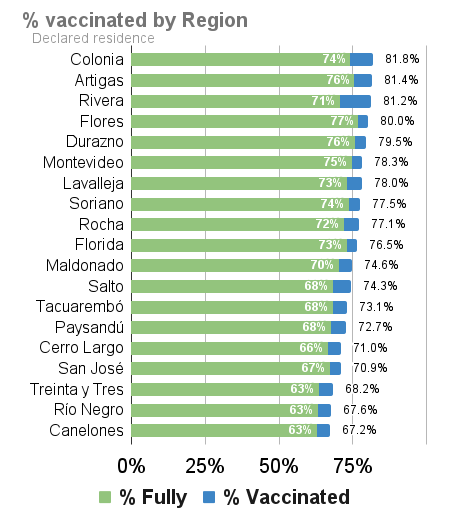 % vaccinated by Region
Declared residence
Colonia 74% 81.8%
Artigas 76% 81.4%
Rivera 71% 81.2%
Flores 77% 80.0%
Durazno 76% 79.5%
Montevideo 75% 78.3%
Lavalleja 73% 78.0%
Soriano 74% 77.5%
Rocha 72% 77.1%
Florida 73% 76.5%
Maldonado 70% 74.6%
Salto 68% 74.3%
Tacuarembó 68% 73.1%
Paysandú 68% 72.7%
Cerro Largo 66% 71.0%
San José 67% 70.9%
Treinta y Tres 63% 68.2%
Río Negro 63% 67.6%
Canelones 63% 67.2%
0% 25% 50% 75%
% Fully % Vaccinated